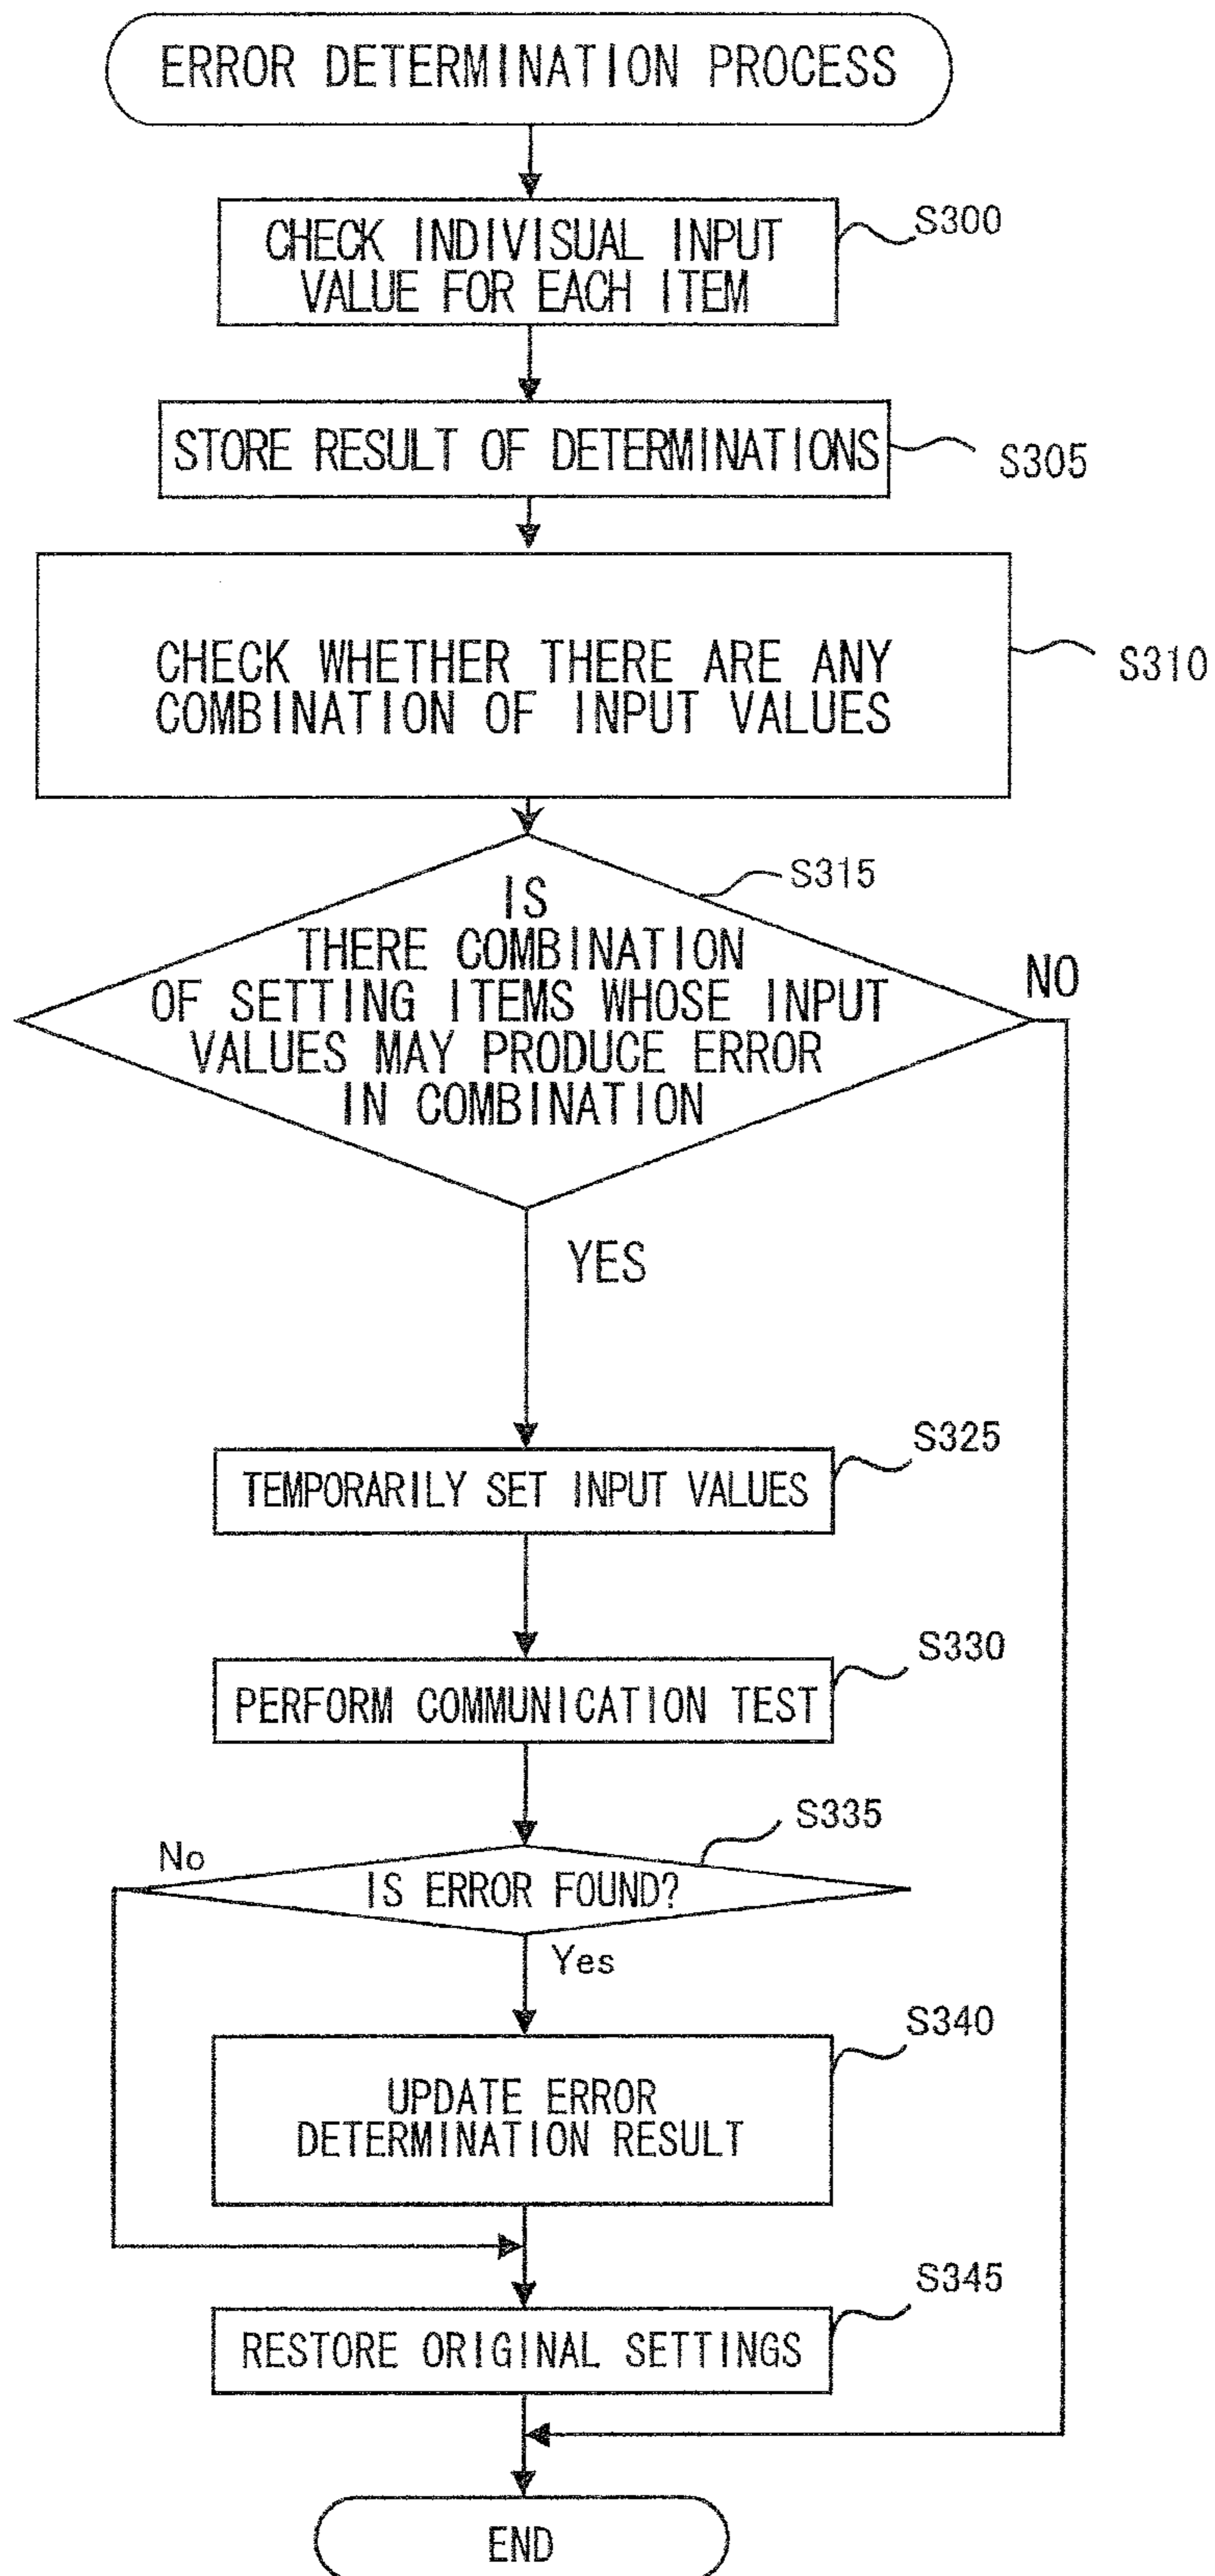 ERROR DETERMINATION PROCESS
CHECK INDIVISUAL INPUT
VALUE FOR EACH ITEM
S300
STORE RESULT OF DETERMINATIONS
S305
CHECK WHETHER THERE ARE ANY
COMBINATION OF INPUT VALUES
S310
S315
IS
THERE COMBINATION
OF SETTING ITEMS WHOSE INPUT
VALUES MAY PRODUCE ERROR
IN COMBINATION
NO
YES
S325
TEMPORARILY SET INPUT VALUES
S330
PERFORM COMMUNICATION TEST
S335
No
IS ERROR FOUND?
Yes
S340
UPDATE ERROR
DETERMINATION RESULT
S345
RESTORE ORIGINAL SETTINGS
END